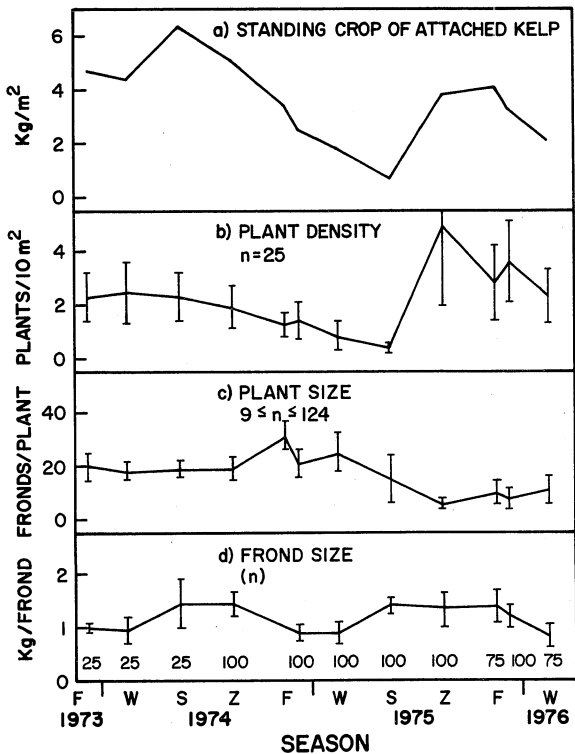 a) STANDING CROP OF ATTACHED KELP
Kg/m²
6
4
2
0
b) PLANT DENSITY
n=25
PLANTS/10m²
4
2
0
c) PLANT SIZE
9 ≤ n ≤ 124
FRONDS/PLANT
40
20
0
d) FROND SIZE
(n)
Kg/FROND
2
1
0
25 25 25 100 100 100 100 100 75 100 75
F W S Z F W S Z F W
1973 1974 1975 1976
SEASON